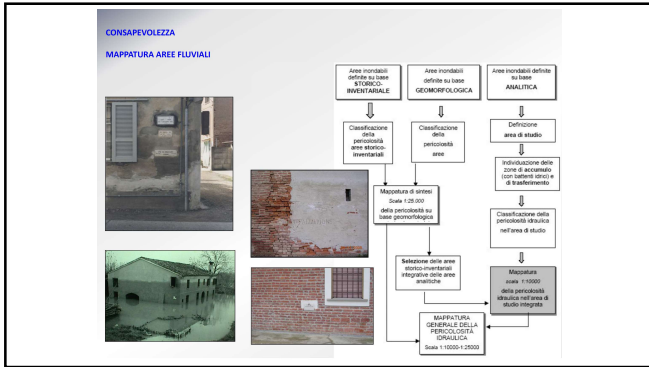 CONSAPEVOLEZZA
MAPPATURA AREE FLUVIALI
Aree inondabili
definite su base
STORICO-
INVENTARIALE
Aree inondabili
definite su base
GEOMORFOLOGICA
Aree inondabili definite
su base
ANALITICA
Classificazione
della
pericolosità
aree storico-
inventariali
Classificazione
della
pericolosità
aree
Definizione
area di studio
Individuazione delle
zone di accumulo
(con battenti idrici) e
di trasferimento
Mappatura di sintesi
Scala 1:25.000
della pericolosità su
base geomorfologica
Classificazione della
pericolosità idraulica
nell'area di studio
Selezione delle aree
storico-inventariali
integrative delle aree
analitiche
Mappatura
scala 1:10000
della pericolosità
idraulica nell'area di
studio integrata
MAPPATURA
GENERALE DELLA
PERICOLOSITÀ
IDRAULICA
Scala 1:10000-1:25000